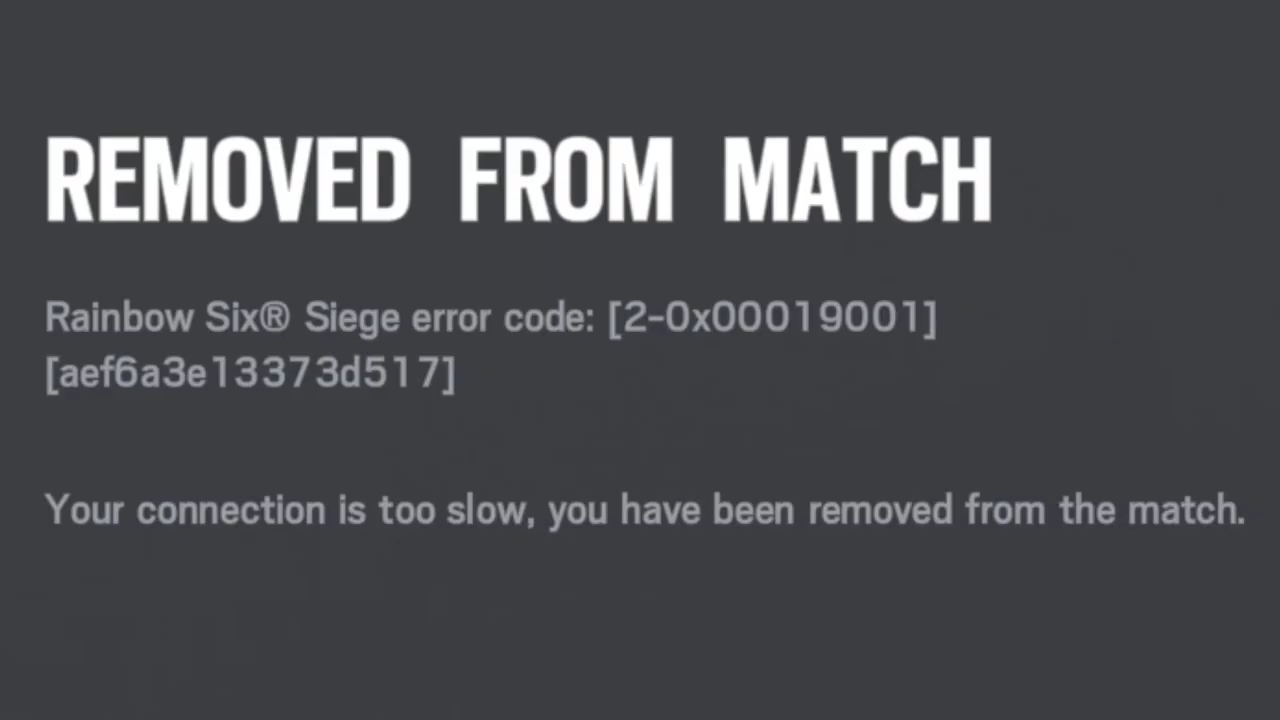 REMOVED FROM MATCH
Rainbow Six® Siege error code: [2-0x00019001]
[aef6a3e13373d517]
Your connection is too slow, you have been removed from the match.